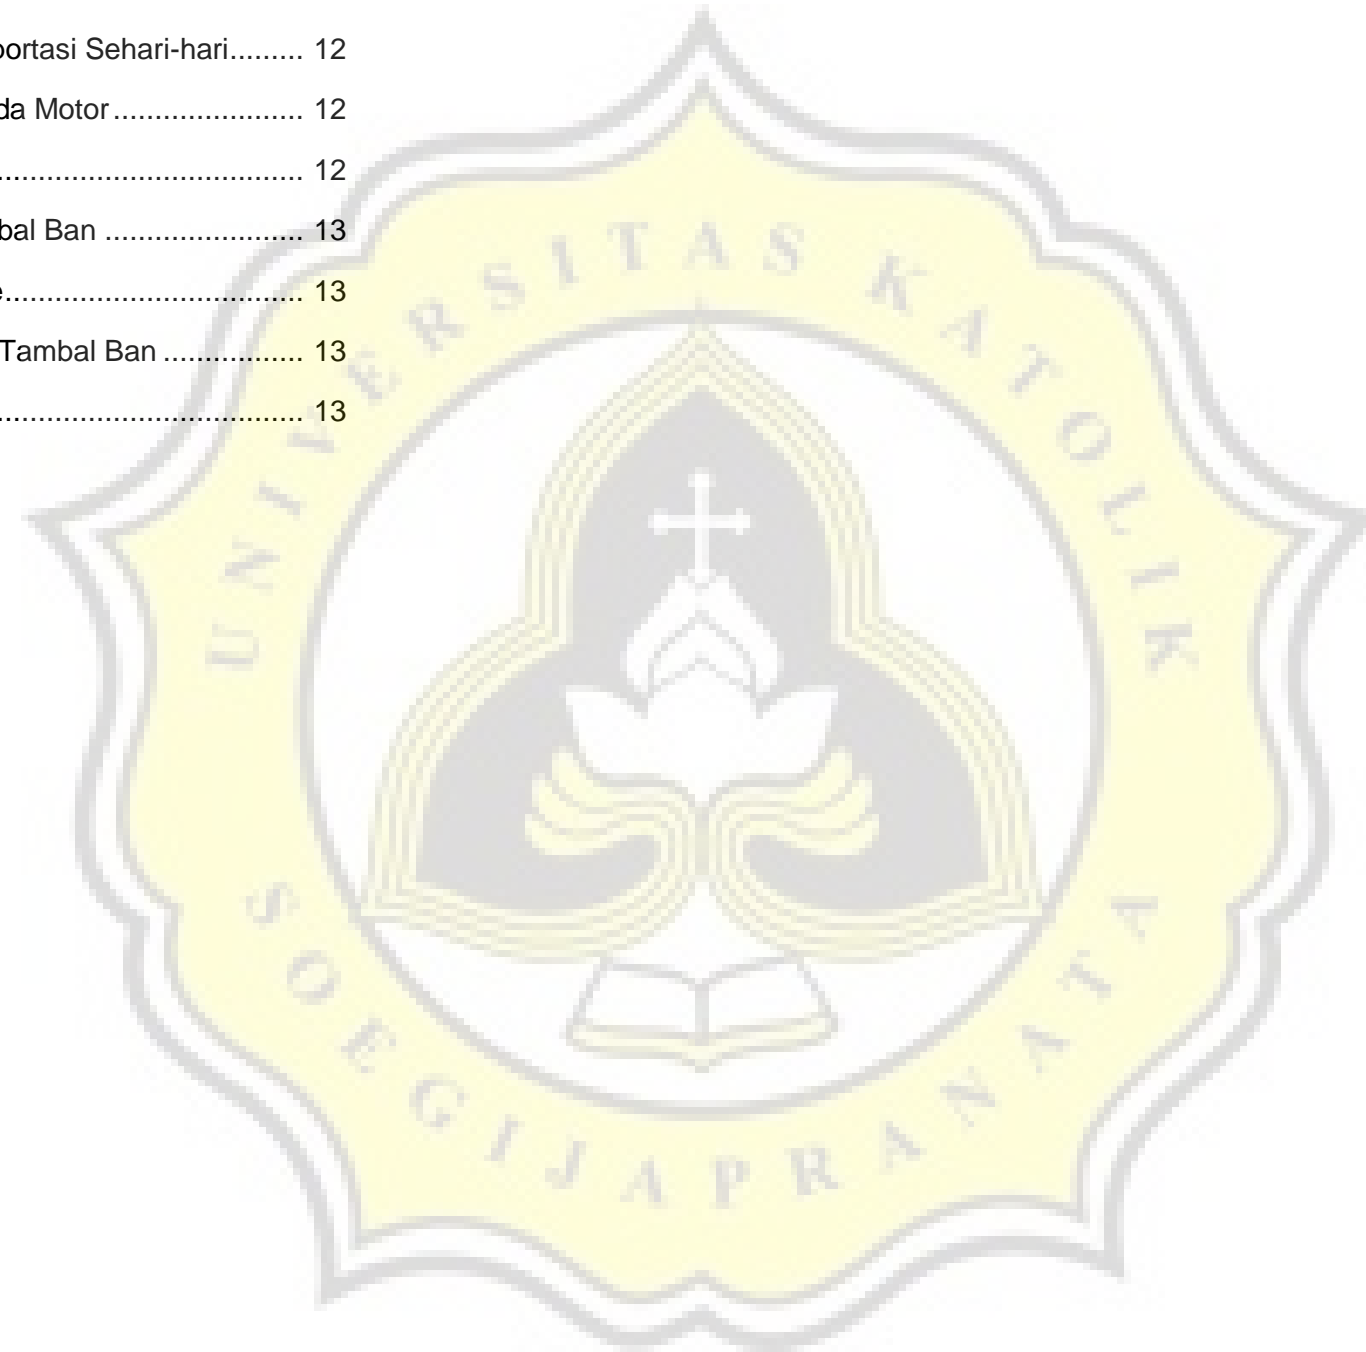 portasi Sehari-hari......... 12
da Motor....................... 12
.................................... 12
bal Ban ........................ 13
e.................................... 13
Tambal Ban ................. 13
.................................... 13
UNIVERSITAS KATOLIK
SOEGIJAPRANATA